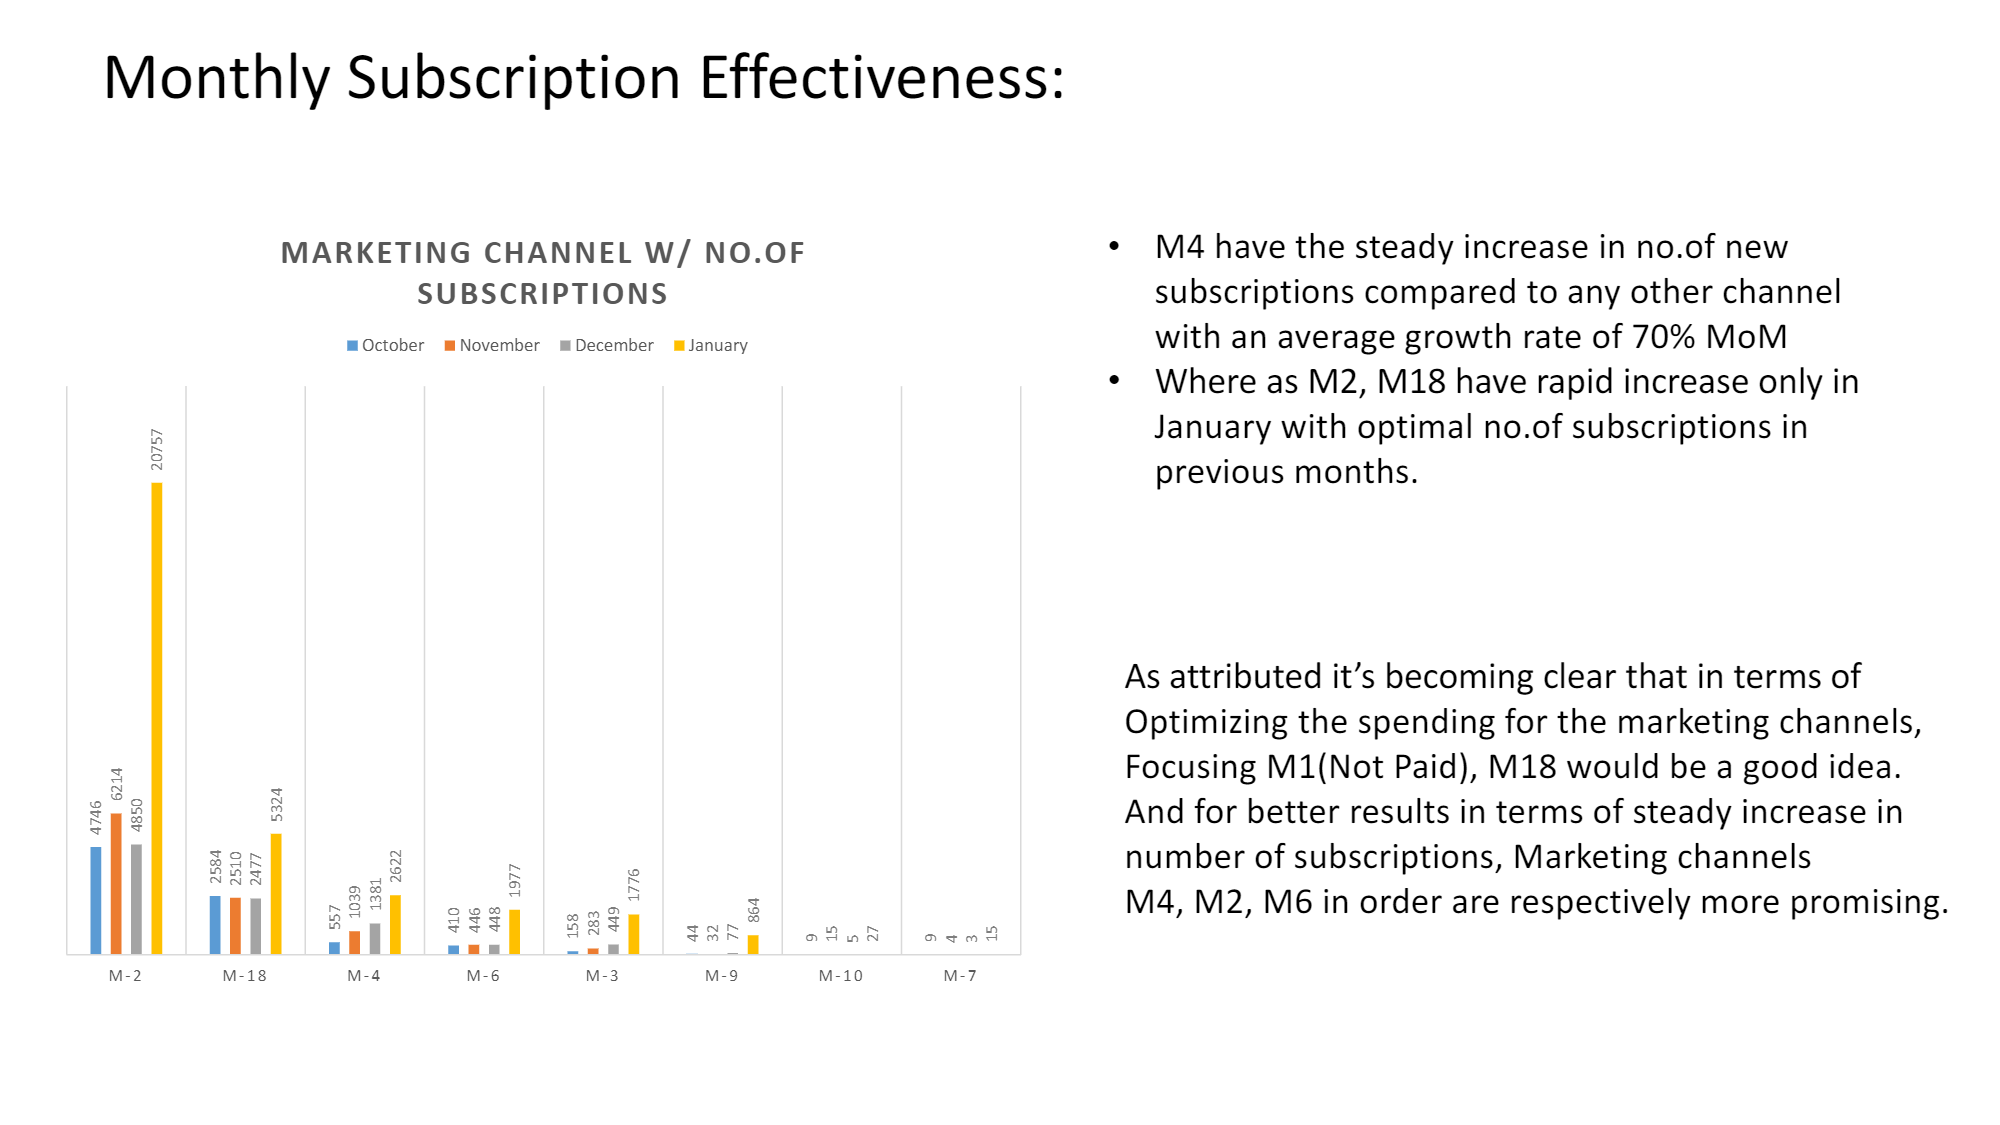 Monthly Subscription Effectiveness:
MARKETING CHANNEL W/ NO.OF
SUBSCRIPTIONS
October November December January
4746 6214 4850 20757
2584 2510 2477 5324
557 1039 1381 2622
410 446 448 1977
158 283 449 1776
44 32 77 864
9 15 5 27
9 4 3 15
M-2 M-18 M-4 M-6 M-3 M-9 M-10 M-7
• M4 have the steady increase in no.of new
subscriptions compared to any other channel
with an average growth rate of 70% MoM
• Where as M2, M18 have rapid increase only in
January with optimal no.of subscriptions in
previous months.
As attributed it’s becoming clear that in terms of
Optimizing the spending for the marketing channels,
Focusing M1(Not Paid), M18 would be a good idea.
And for better results in terms of steady increase in
number of subscriptions, Marketing channels
M4, M2, M6 in order are respectively more promising.